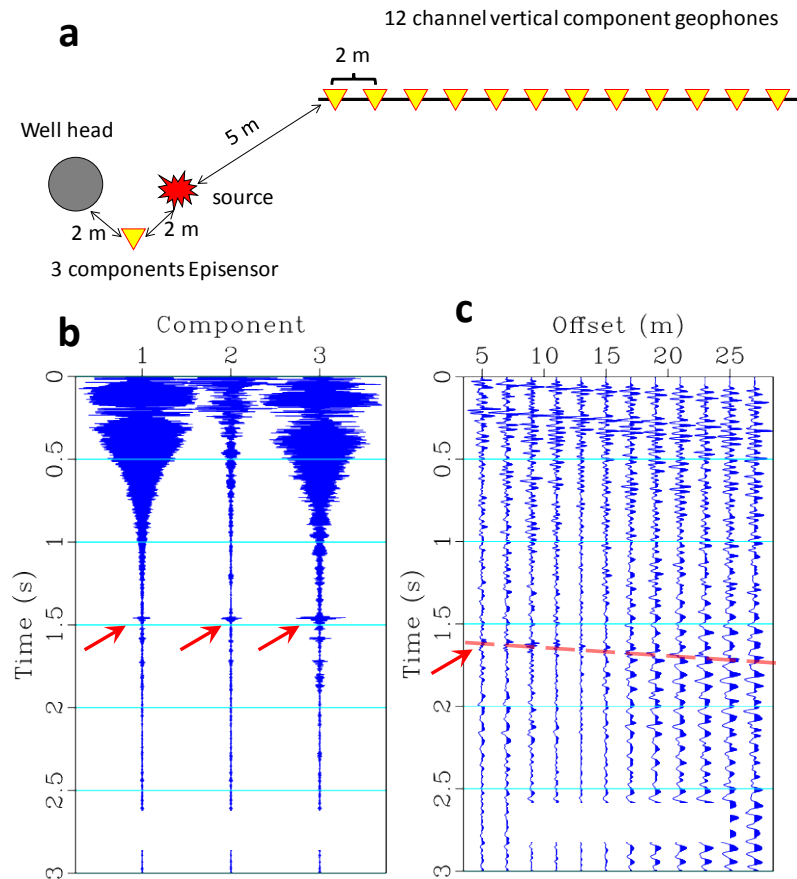 a
12 channel vertical component geophones
2 m
Well head
5 m
source
2 m
2 m
3 components Episensor
b
Component
1 2 3
Time (s)
0
0.5
1
1.5
2
2.5
3
c
Offset (m)
5 10 15 20 25
Time (s)
0
0.5
1
1.5
2
2.5
3